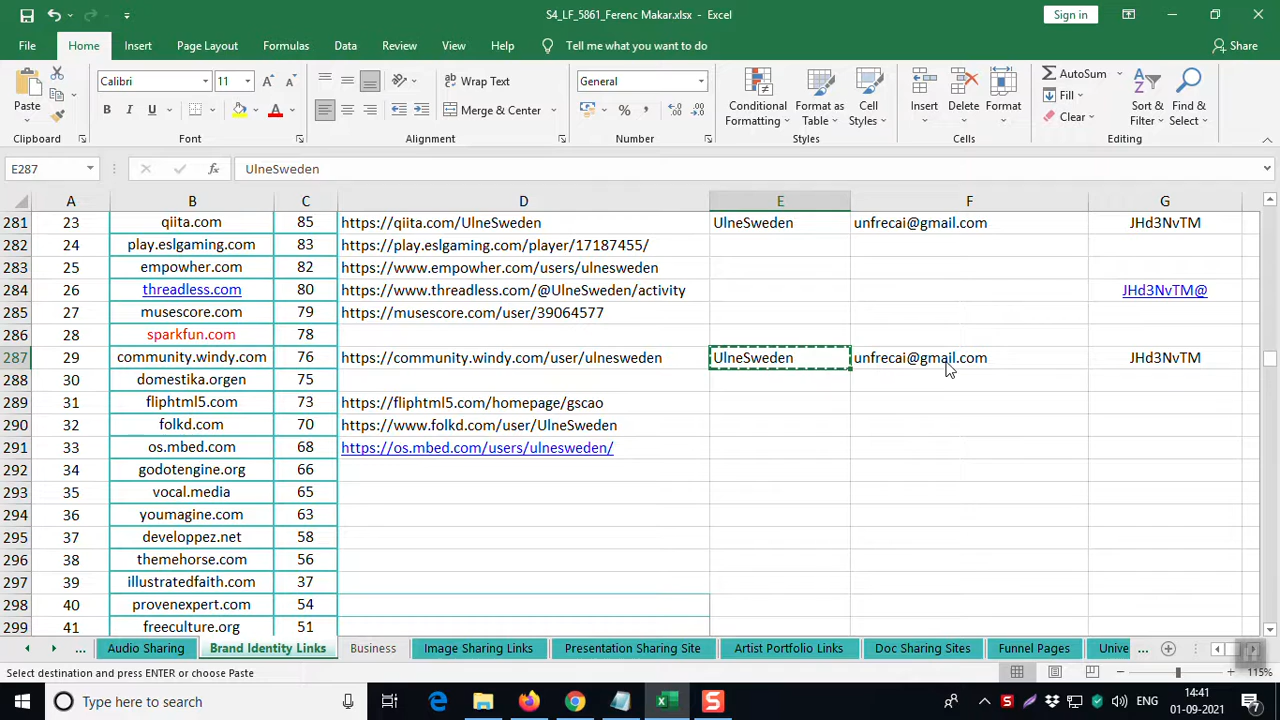 S4_LF_5861_Ferenc Makar.xlsx - Excel
Sign in
File Home Insert Page Layout Formulas Data Review View Help Tell me what you want to do Share
Paste
Calibri 11
B I U
Wrap Text
Merge & Center
General
Conditional Formatting
Format as Table
Cell Styles
Insert
Delete
Format
AutoSum
Fill
Clear
Sort & Filter
Find & Select
Clipboard Font Alignment Number Styles Cells Editing
E287 fx UlneSweden
A B C D E F G
281 23 qiita.com 85 https://qiita.com/UlneSweden UlneSweden unfrecai@gmail.com JHd3NvTM
282 24 play.eslgaming.com 83 https://play.eslgaming.com/player/17187455/
283 25 empowher.com 82 https://www.empowher.com/users/ulnesweden
284 26 threadless.com 80 https://www.threadless.com/@UlneSweden/activity JHd3NvTM@
285 27 musescore.com 79 https://musescore.com/user/39064577
286 28 sparkfun.com 78
287 29 community.windy.com 76 https://community.windy.com/user/ulnesweden UlneSweden unfrecai@gmail.com JHd3NvTM
288 30 domestika.orgen 75
289 31 fliphtml5.com 73 https://fliphtml5.com/homepage/gscao
290 32 folkd.com 70 https://www.folkd.com/user/UlneSweden
291 33 os.mbed.com 68 https://os.mbed.com/users/ulnesweden/
292 34 godotengine.org 66
293 35 vocal.media 65
294 36 youmagine.com 63
295 37 developpez.net 58
296 38 themehorse.com 56
297 39 illustratedfaith.com 37
298 40 provenexpert.com 54
299 41 freeculture.org 51
... Audio Sharing Brand Identity Links Business Image Sharing Links Presentation Sharing Site Artist Portfolio Links Doc Sharing Sites Funnel Pages Unive ...
Select destination and press ENTER or choose Paste 115%
Type here to search
ENG
14:41
01-09-2021
7